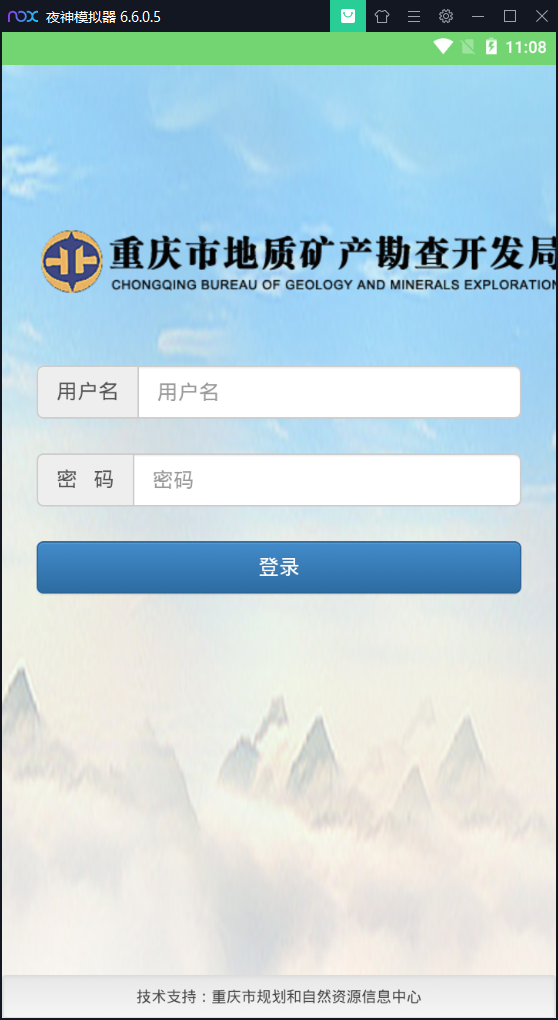 nox 夜神模拟器 6.6.0.5
11:08
重庆市地质矿产勘查开发局
CHONGQING BUREAU OF GEOLOGY AND MINERALS EXPLORATION
用户名 用户名
密 码 密码
登录
技术支持：重庆市规划和自然资源信息中心